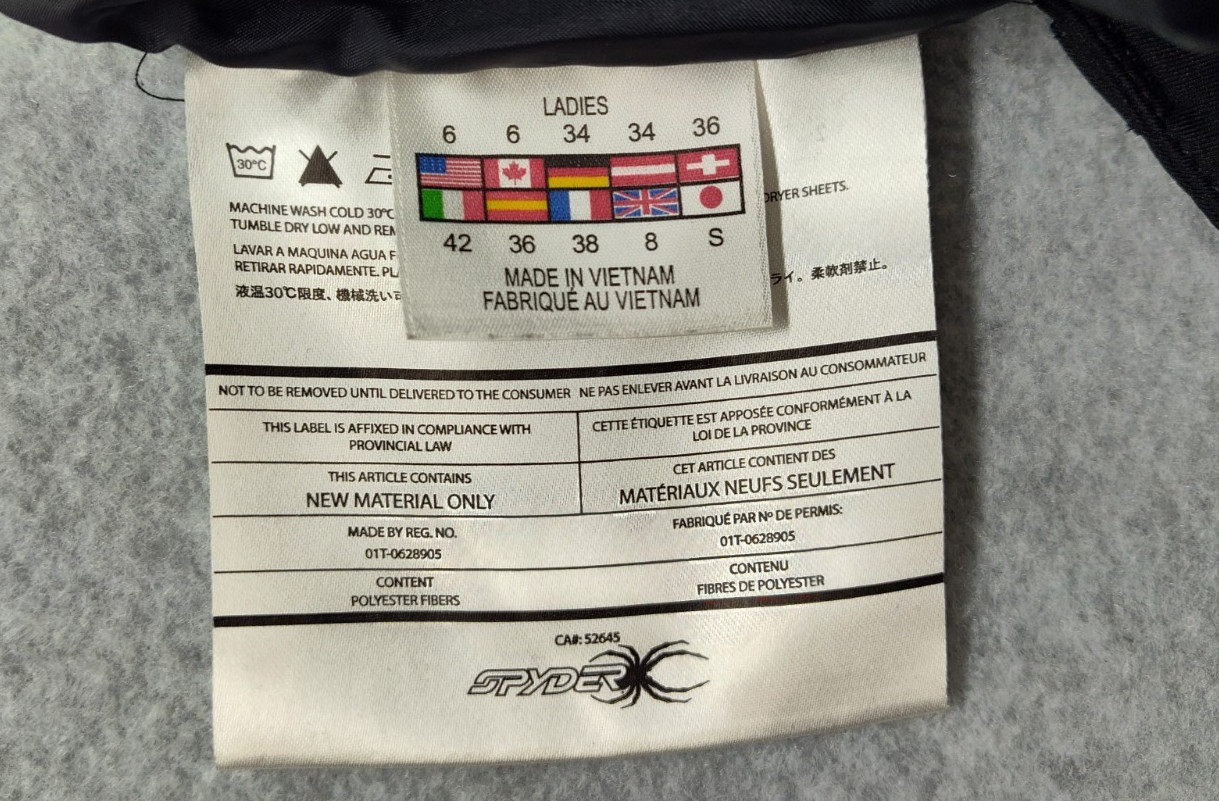 LADIES
6 6 34 34 36
42 36 38 8 S
MADE IN VIETNAM
FABRIQUÉ AU VIETNAM
30°C
MACHINE WASH COLD 30°C
TUMBLE DRY LOW AND
DRYER SHEETS.
LAVAR A MAQUINA AGUA
RETIRAR RAPIDAMENTE.
液温30℃限度、機械洗い
ライ。柔軟剤禁止。
NOT TO BE REMOVED UNTIL DELIVERED TO THE CONSUMER NE PAS ENLEVER AVANT LA LIVRAISON AU CONSOMMATEUR
THIS LABEL IS AFFIXED IN COMPLIANCE WITH
PROVINCIAL LAW
CETTE ÉTIQUETTE EST APPOSÉE CONFORMÉMENT À LA
LOI DE LA PROVINCE
THIS ARTICLE CONTAINS
NEW MATERIAL ONLY
CET ARTICLE CONTIENT DES
MATÉRIAUX NEUFS SEULEMENT
MADE BY REG. NO.
01T-0628905
FABRIQUÉ PAR Nº DE PERMIS:
01T-0628905
CONTENT
POLYESTER FIBERS
CONTENU
FIBRES DE POLYESTER
CA#: 52645
SPYDER